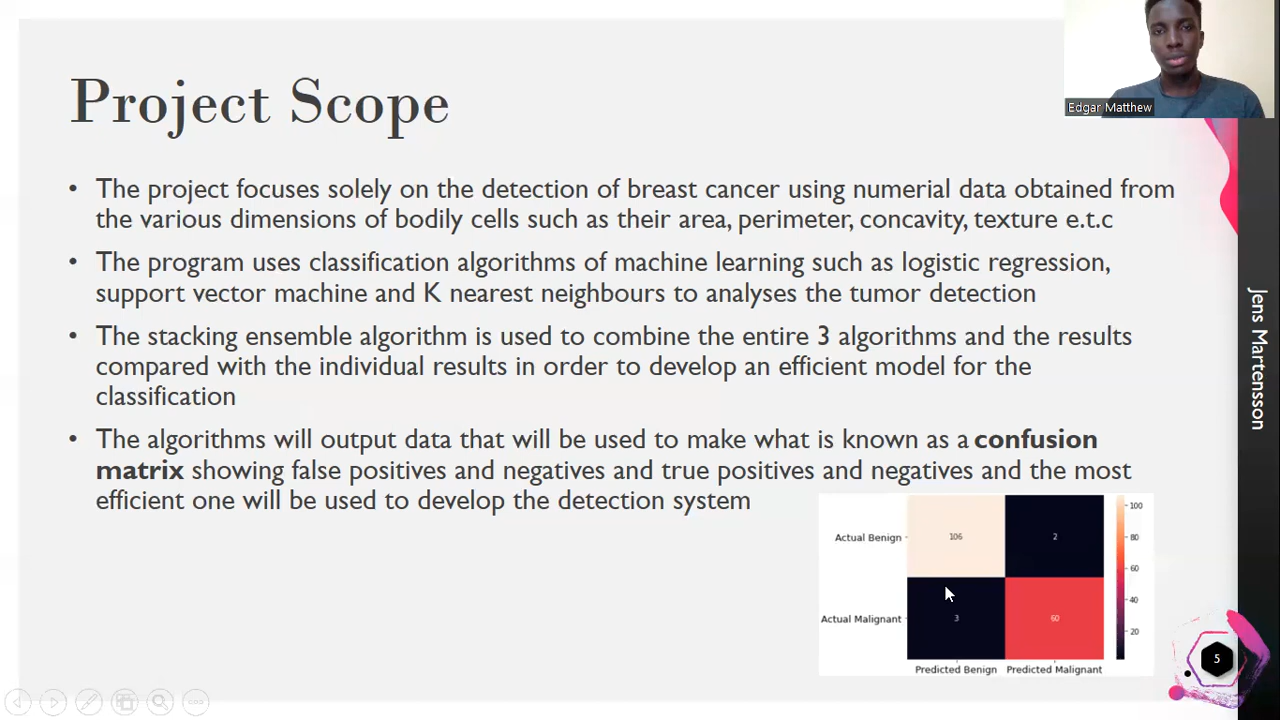 Project Scope
Edgar Matthew
• The project focuses solely on the detection of breast cancer using numerial data obtained from
the various dimensions of bodily cells such as their area, perimeter, concavity, texture e.t.c
• The program uses classification algorithms of machine learning such as logistic regression,
support vector machine and K nearest neighbours to analyses the tumor detection
• The stacking ensemble algorithm is used to combine the entire 3 algorithms and the results
compared with the individual results in order to develop an efficient model for the
classification
• The algorithms will output data that will be used to make what is known as a confusion
matrix showing false positives and negatives and true positives and negatives and the most
efficient one will be used to develop the detection system
Jens Martensson
Actual Benign
106
2
Actual Malignant
3
60
Predicted Benign
Predicted Malignant
100
80
60
40
20
5